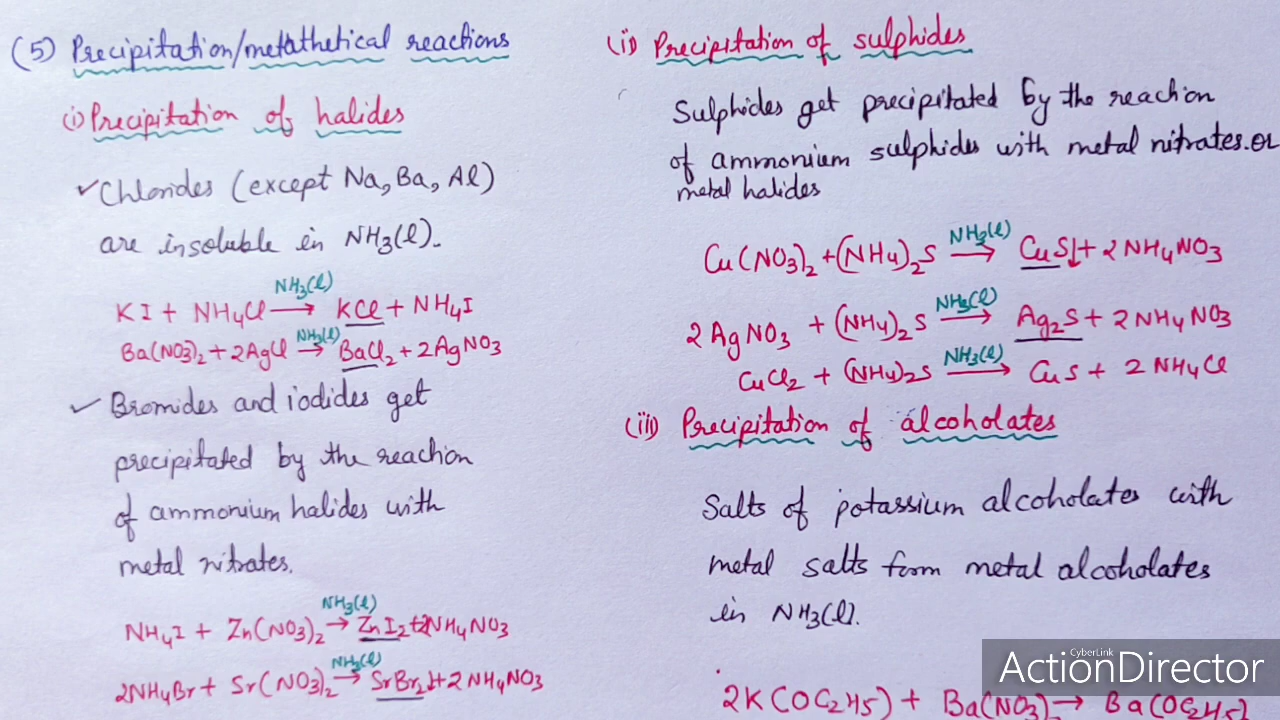 (5) Precipitation/metathetical reactions
(i) Precipitation of halides
✓Chlorides (except Na, Ba, Al)
are insoluble in NH3(l).
NH3(l)
KI + NH4Cl → KCl + NH4I
NH3(l)
Ba(NO3)2 + 2AgCl → BaCl2 + 2AgNO3
✓ Bromides and iodides get
precipitated by the reaction
of ammonium halides with
metal nitrates.
NH3(l)
NH4I + Zn(NO3)2 → ZnI2 + 2NH4NO3
NH3(l)
2NH4Br + Sr(NO3)2 → SrBr2↓ + 2NH4NO3
(ii) Precipitation of sulphides
Sulphides get precipitated by the reaction
of ammonium sulphides with metal nitrates or
metal halides
NH3(l)
Cu(NO3)2 + (NH4)2S → CuS↓ + 2NH4NO3
NH3(l)
2AgNO3 + (NH4)2S → Ag2S + 2NH4NO3
NH3(l)
CuCl2 + (NH4)2S → CuS + 2NH4Cl
(iii) Precipitation of alcoholates
Salts of potassium alcoholates with
metal salts form metal alcoholates
in NH3(l).
2K(OC2H5) + Ba(NO3) → Ba(OC2H5)
CyberLink
ActionDirector